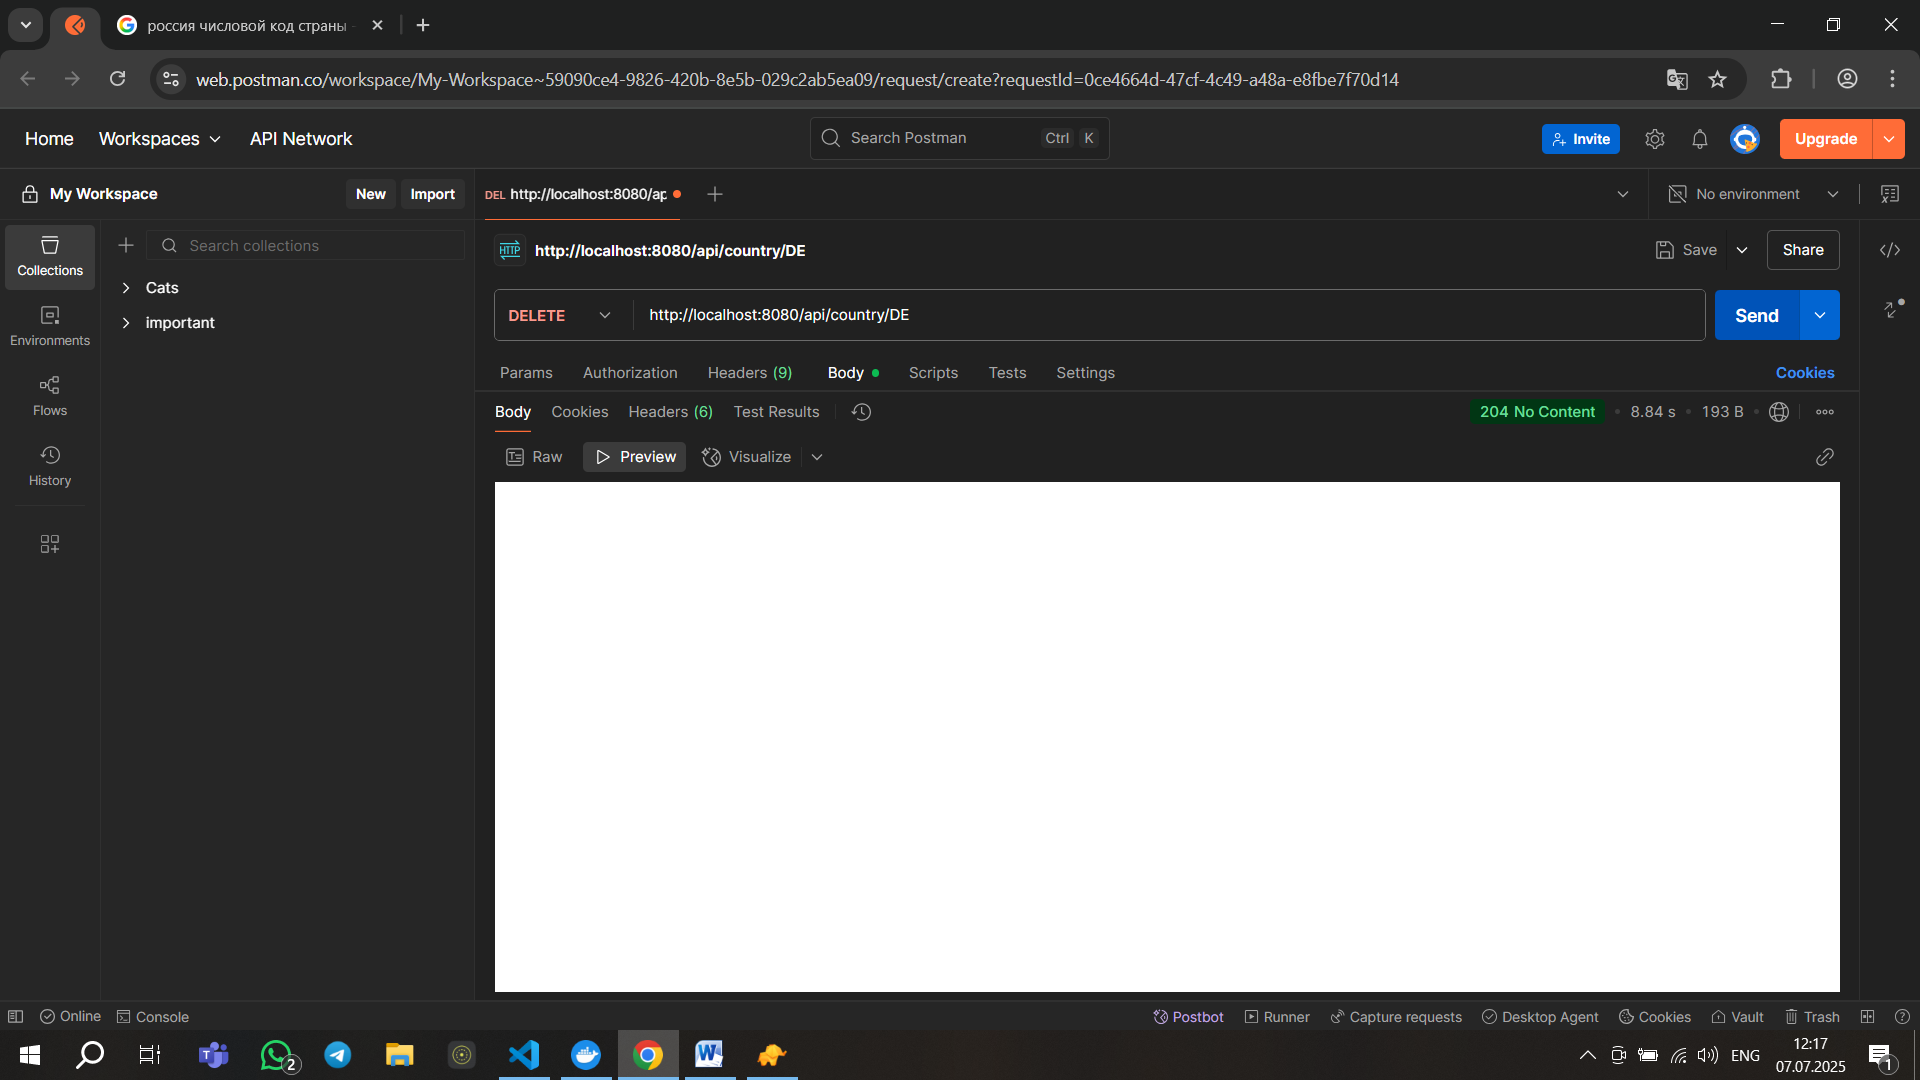 россия числовой код страны -
web.postman.co/workspace/My-Workspace~59090ce4-9826-420b-8e5b-029c2ab5ea09/request/create?requestId=0ce4664d-47cf-4c49-a48a-e8fbe7f70d14
Home Workspaces API Network Search Postman Ctrl K Invite Upgrade
My Workspace New Import DEL http://localhost:8080/ap No environment
Search collections
Collections
Cats
important
Environments
Flows
History
HTTP http://localhost:8080/api/country/DE Save Share
DELETE http://localhost:8080/api/country/DE Send
Params Authorization Headers (9) Body Scripts Tests Settings Cookies
Body Cookies Headers (6) Test Results 204 No Content 8.84 s 193 B
Raw Preview Visualize
Online Console Postbot Runner Capture requests Desktop Agent Cookies Vault Trash
2 ENG 12:17
07.07.2025 1